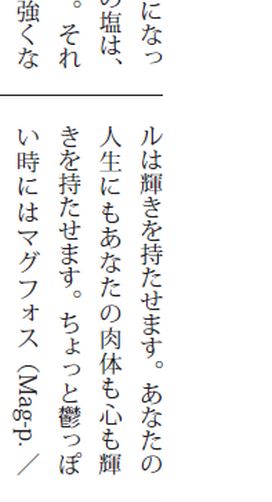 になっ
の塩は、
。それ
強くな
ルは輝きを持たせます。あなたの
人生にもあなたの肉体も心も輝
きを持たせます。ちょっと鬱っぽ
い時にはマグフォス（Mag-p. ／